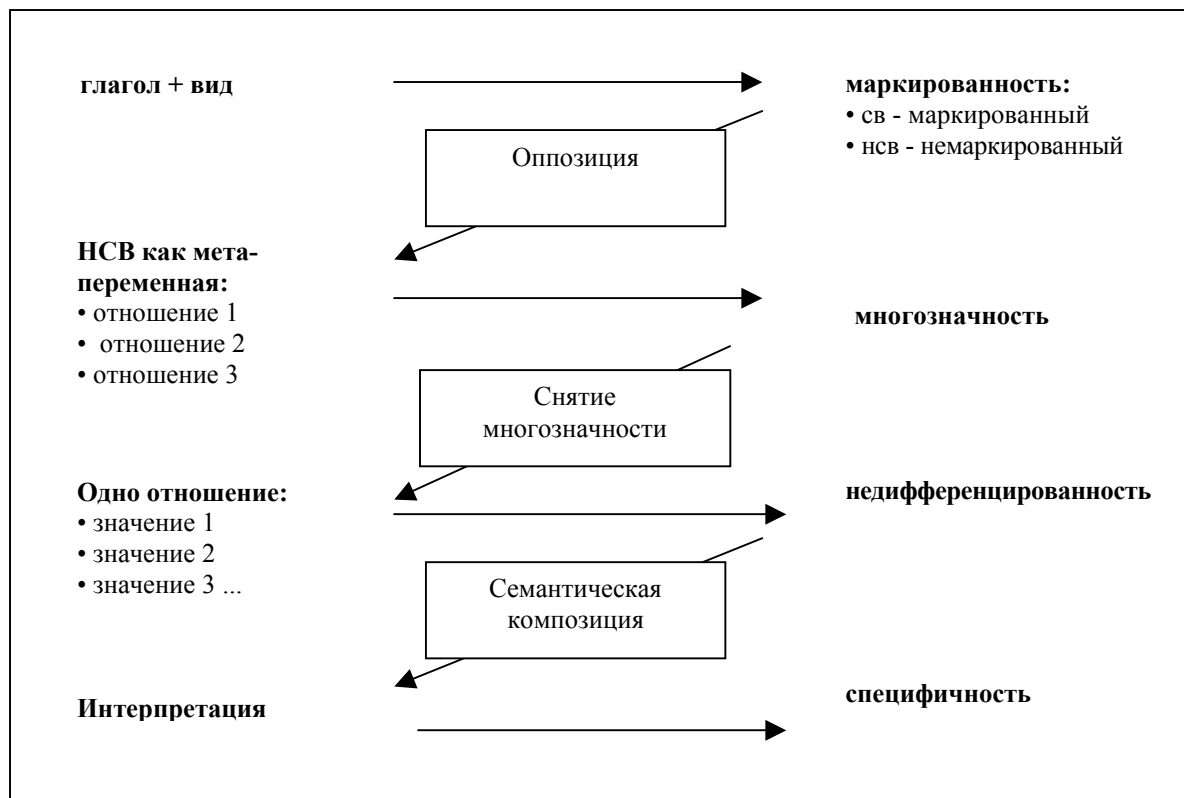 глагол + вид
маркированность:
• св - маркированный
• нсв - немаркированный
Оппозиция
НСВ как мета-
переменная:
• отношение 1
• отношение 2
• отношение 3
многозначность
Снятие
многозначности
Одно отношение:
• значение 1
• значение 2
• значение 3 ...
недифференцированность
Семантическая
композиция
Интерпретация
специфичность